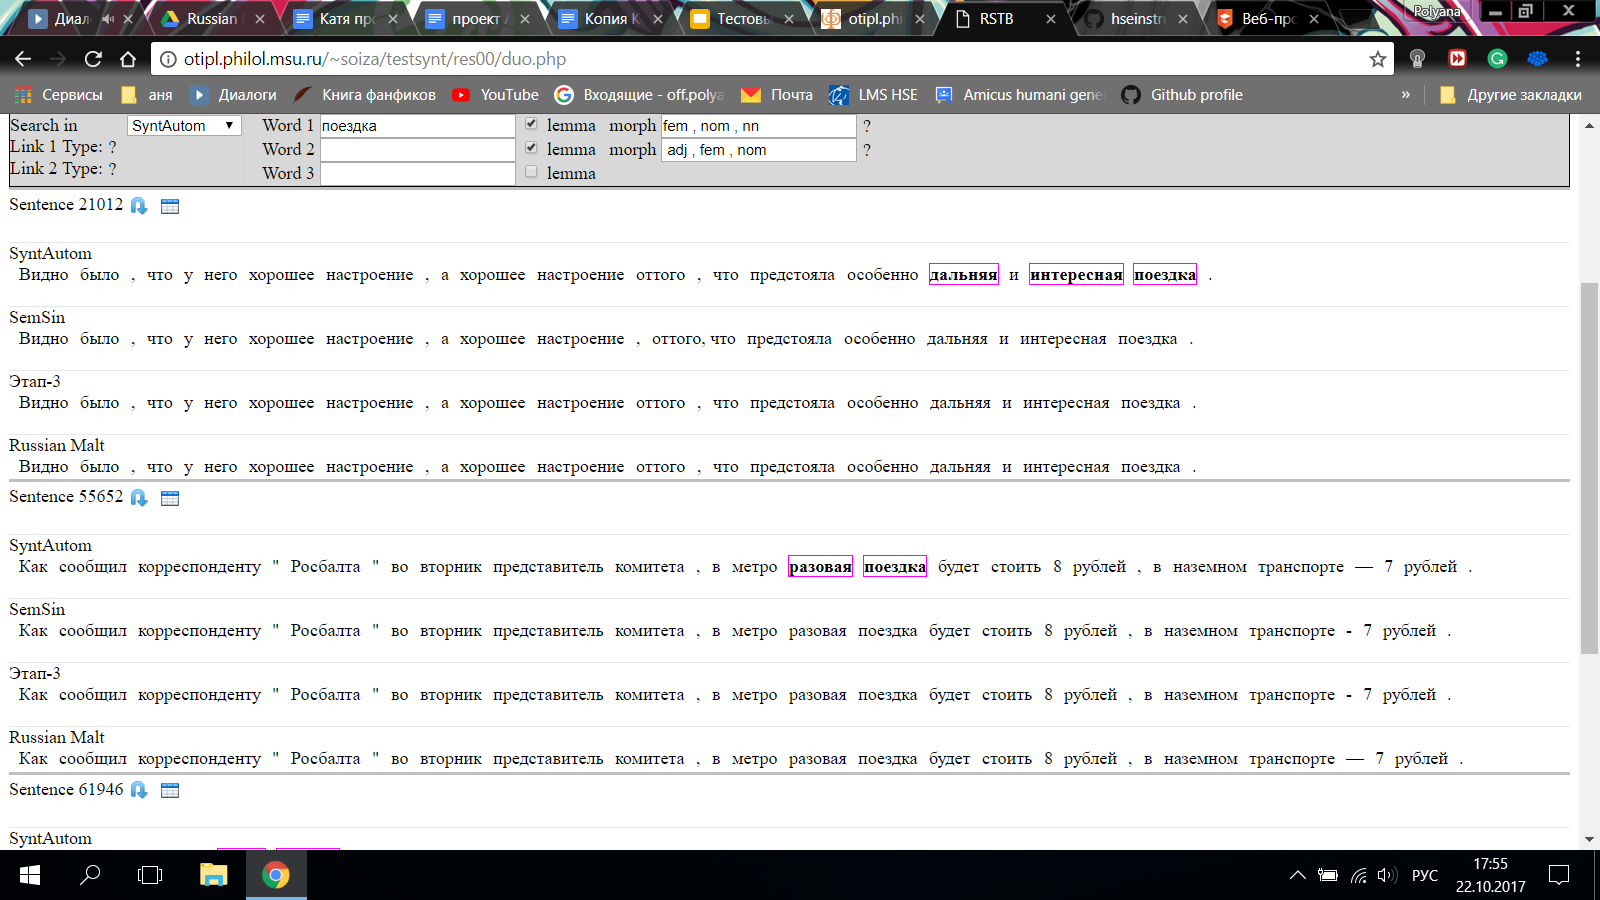 Диал
Russian
Катя пр
проект
Копия К
Тестовы
otipl.phi
RSTB
hseinstr
Веб-про
Polyana
otipl.philol.msu.ru/~soiza/testsynt/res00/duo.php
Сервисы аня Диалоги Книга фанфиков YouTube Входящие - off.polya Почта LMS HSE Amicus humani gene Github profile » Другие закладки
Search in SyntAutom Word 1 поездка lemma morph fem , nom , nn ?
Link 1 Type: ? Word 2 lemma morph adj , fem , nom ?
Link 2 Type: ? Word 3 lemma
Sentence 21012
SyntAutom
Видно было , что у него хорошее настроение , а хорошее настроение оттого , что предстояла особенно дальняя и интересная поездка .
SemSin
Видно было , что у него хорошее настроение , а хорошее настроение , оттого, что предстояла особенно дальняя и интересная поездка .
Этап-3
Видно было , что у него хорошее настроение , а хорошее настроение оттого , что предстояла особенно дальняя и интересная поездка .
Russian Malt
Видно было , что у него хорошее настроение , а хорошее настроение оттого , что предстояла особенно дальняя и интересная поездка .
Sentence 55652
SyntAutom
Как сообщил корреспонденту " Росбалта " во вторник представитель комитета , в метро разовая поездка будет стоить 8 рублей , в наземном транспорте — 7 рублей .
SemSin
Как сообщил корреспонденту " Росбалта " во вторник представитель комитета , в метро разовая поездка будет стоить 8 рублей , в наземном транспорте - 7 рублей .
Этап-3
Как сообщил корреспонденту " Росбалта " во вторник представитель комитета , в метро разовая поездка будет стоить 8 рублей , в наземном транспорте - 7 рублей .
Russian Malt
Как сообщил корреспонденту " Росбалта " во вторник представитель комитета , в метро разовая поездка будет стоить 8 рублей , в наземном транспорте — 7 рублей .
Sentence 61946
SyntAutom
РУС
17:55
22.10.2017